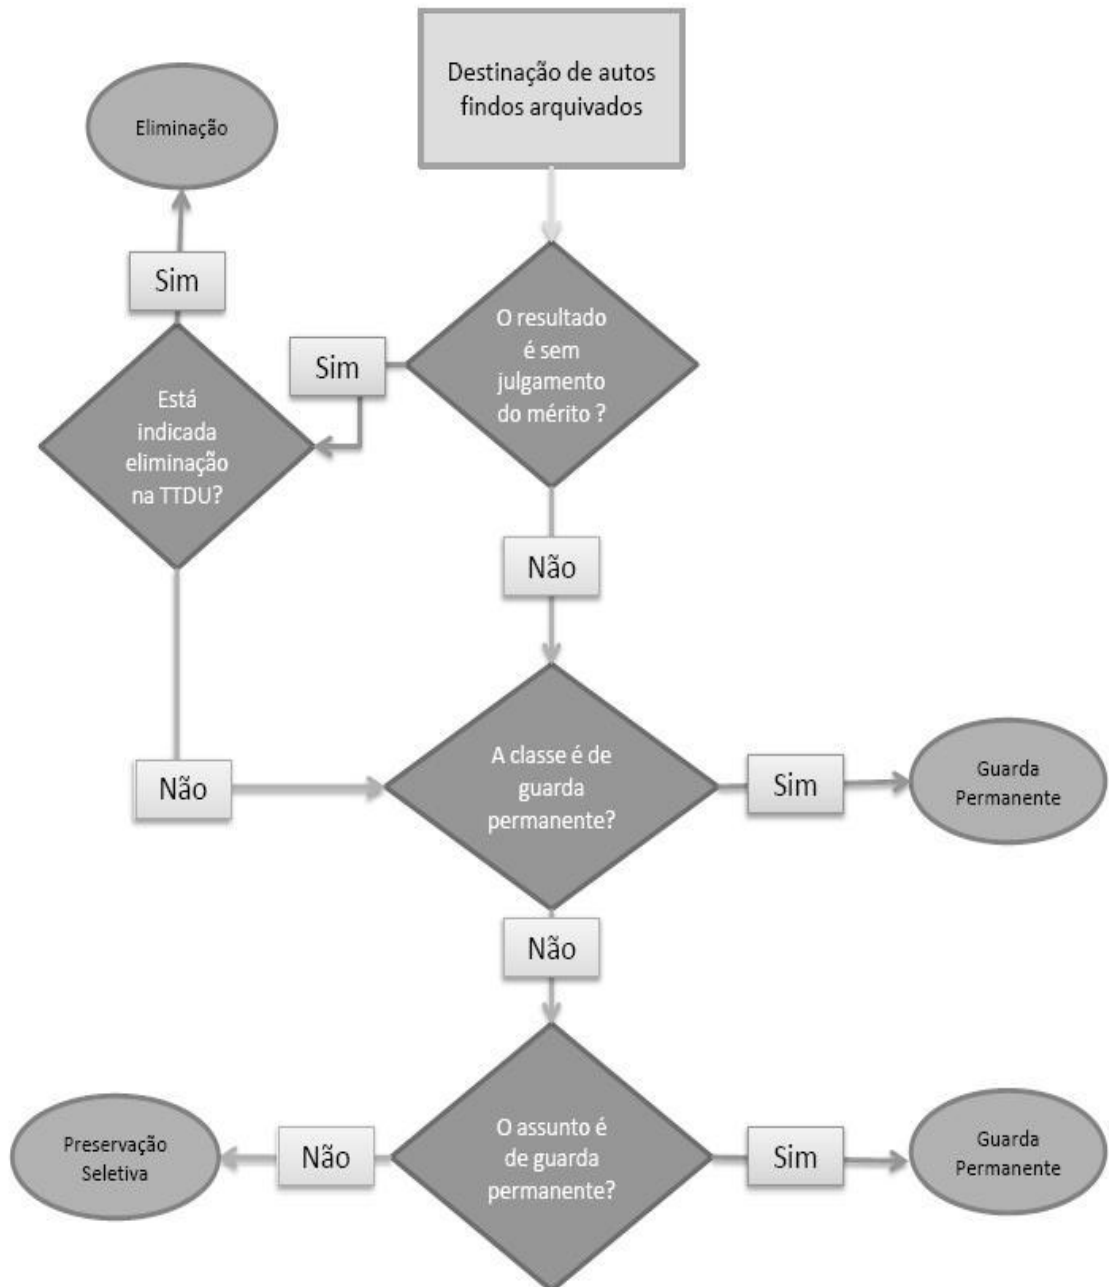 Destinação de autos
findos arquivados
Eliminação
Sim
O resultado
é sem
julgamento
do mérito ?
Sim
Está
indicada
eliminação
na TTDU?
Não
A classe é de
guarda
permanente?
Sim
Guarda
Permanente
Não
Não
O assunto é
de guarda
permanente?
Sim
Guarda
Permanente
Não
Preservação
Seletiva